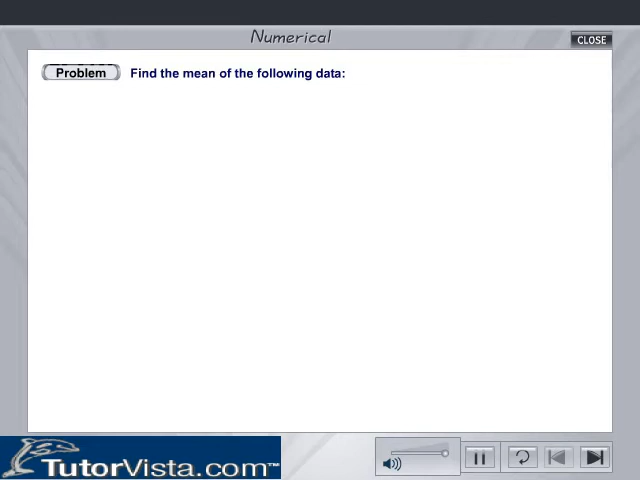 Numerical
CLOSE
Problem Find the mean of the following data:
TutorVista.com™